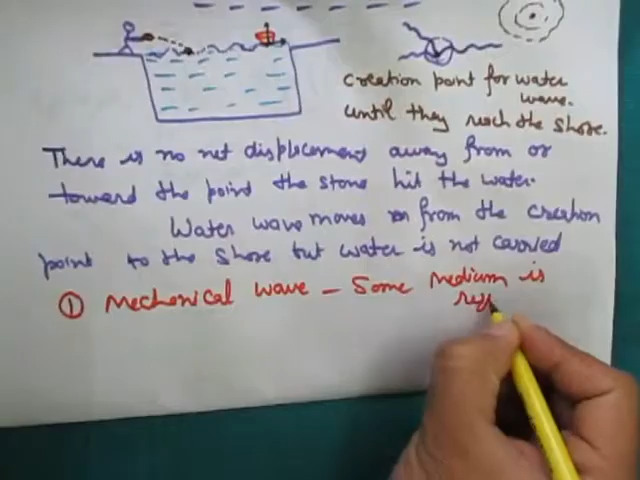 creation point for water
wave.
until they reach the shore.
There is no net displacement away from or
toward the point the stone hit the water.
Water wave moves from the creation
point to the shore but water is not carried
① Mechanical wave – Some medium is